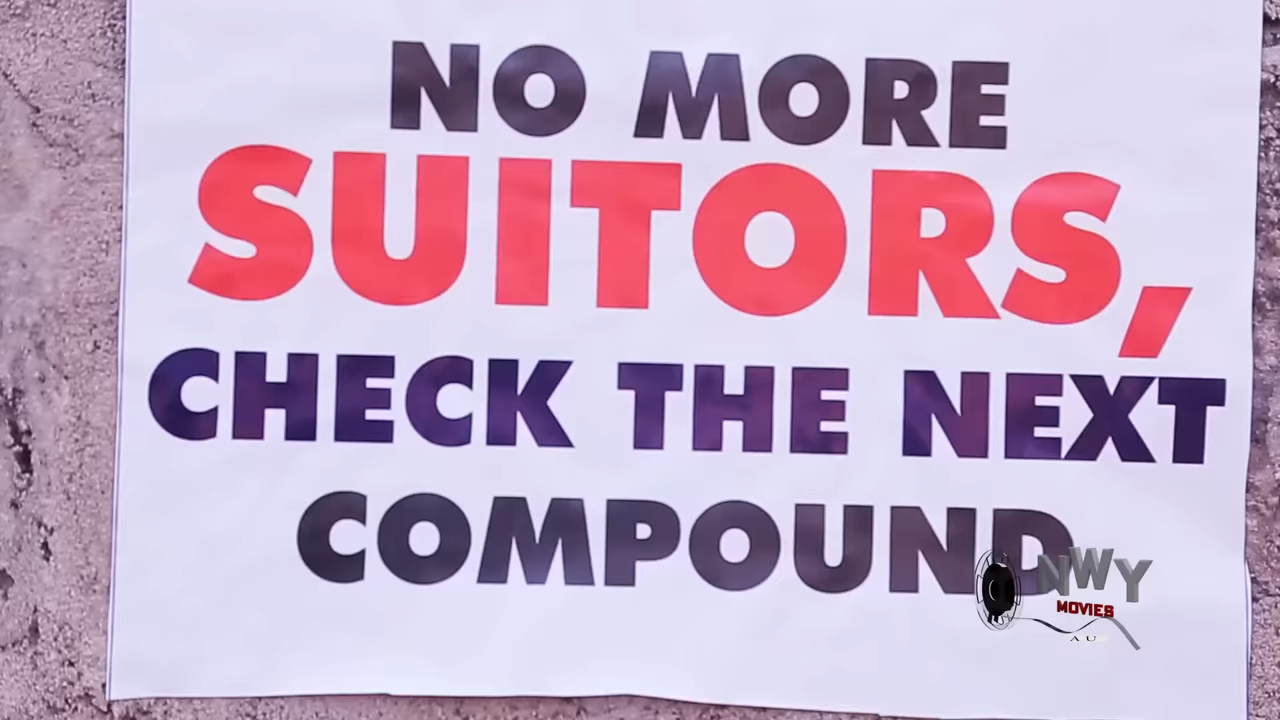 NO MORE
SUITORS,
CHECK THE NEXT
COMPOUND
NWY
MOVIES